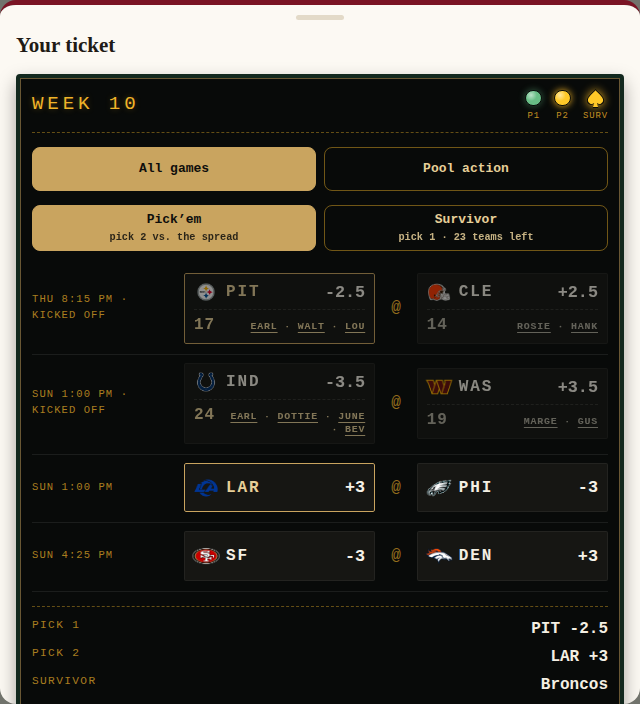 Your ticket
WEEK 10
P1 P2 SURV
All games
Pool action
Pick’em
pick 2 vs. the spread
Survivor
pick 1 · 23 teams left
THU 8:15 PM ·
KICKED OFF
PIT -2.5
17 EARL · WALT · LOU
@
CLE +2.5
14 ROSIE · HANK
SUN 1:00 PM ·
KICKED OFF
IND -3.5
24 EARL · DOTTIE · JUNE
· BEV
@
WAS +3.5
19 MARGE · GUS
SUN 1:00 PM
LAR +3
@
PHI -3
SUN 4:25 PM
SF -3
@
DEN +3
PICK 1 PIT -2.5
PICK 2 LAR +3
SURVIVOR Broncos